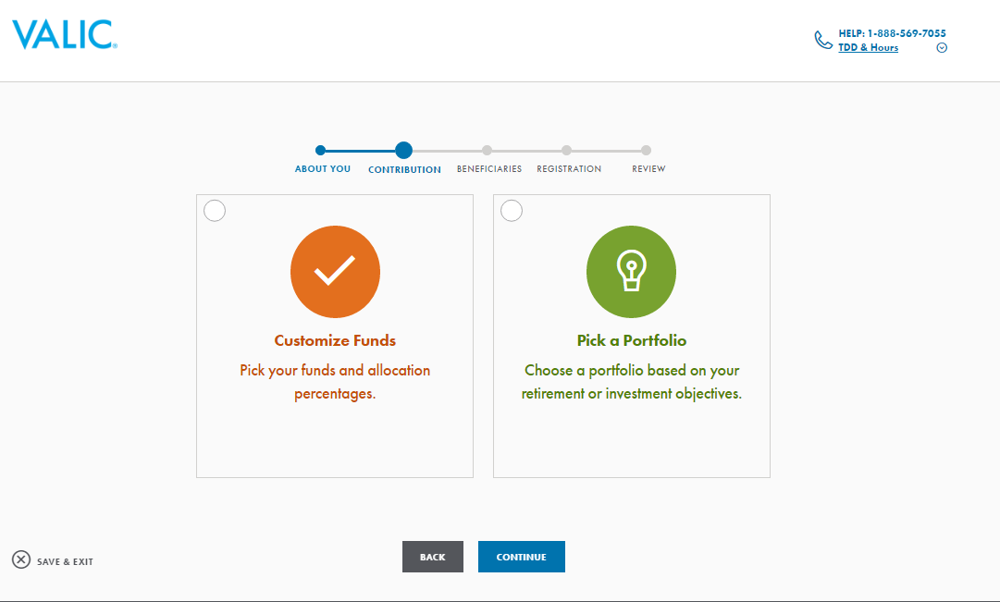 VALIC®
HELP: 1-888-569-7055
TDD & Hours
ABOUT YOU
CONTRIBUTION
BENEFICIARIES
REGISTRATION
REVIEW
Customize Funds
Pick your funds and allocation
percentages.
Pick a Portfolio
Choose a portfolio based on your
retirement or investment objectives.
SAVE & EXIT
BACK
CONTINUE